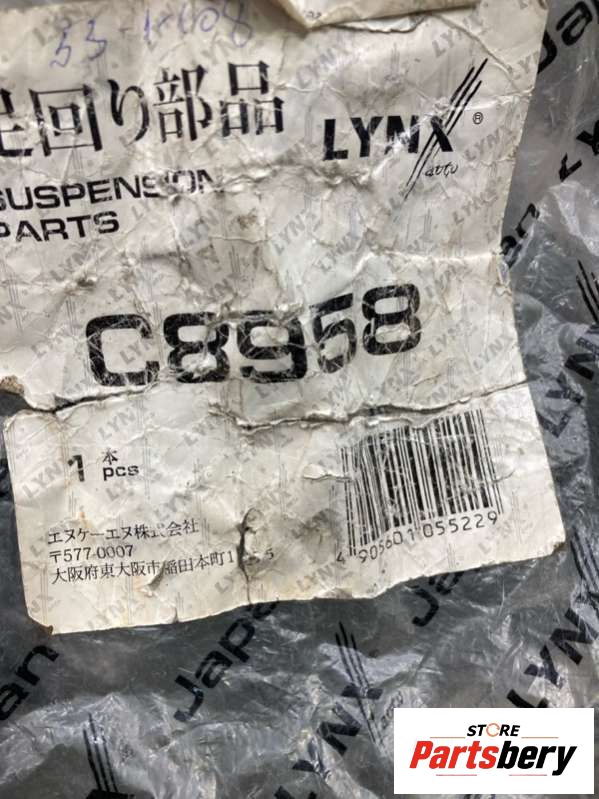 回り部品
LYNX®
auto
SUSPENSION
PARTS
C8958
1 本
pcs
エヌケーエヌ株式会社
〒577-0007
大阪府東大阪市稲田本町1
4 905601 055229
Japan
LYNX
STORE
Partsbery